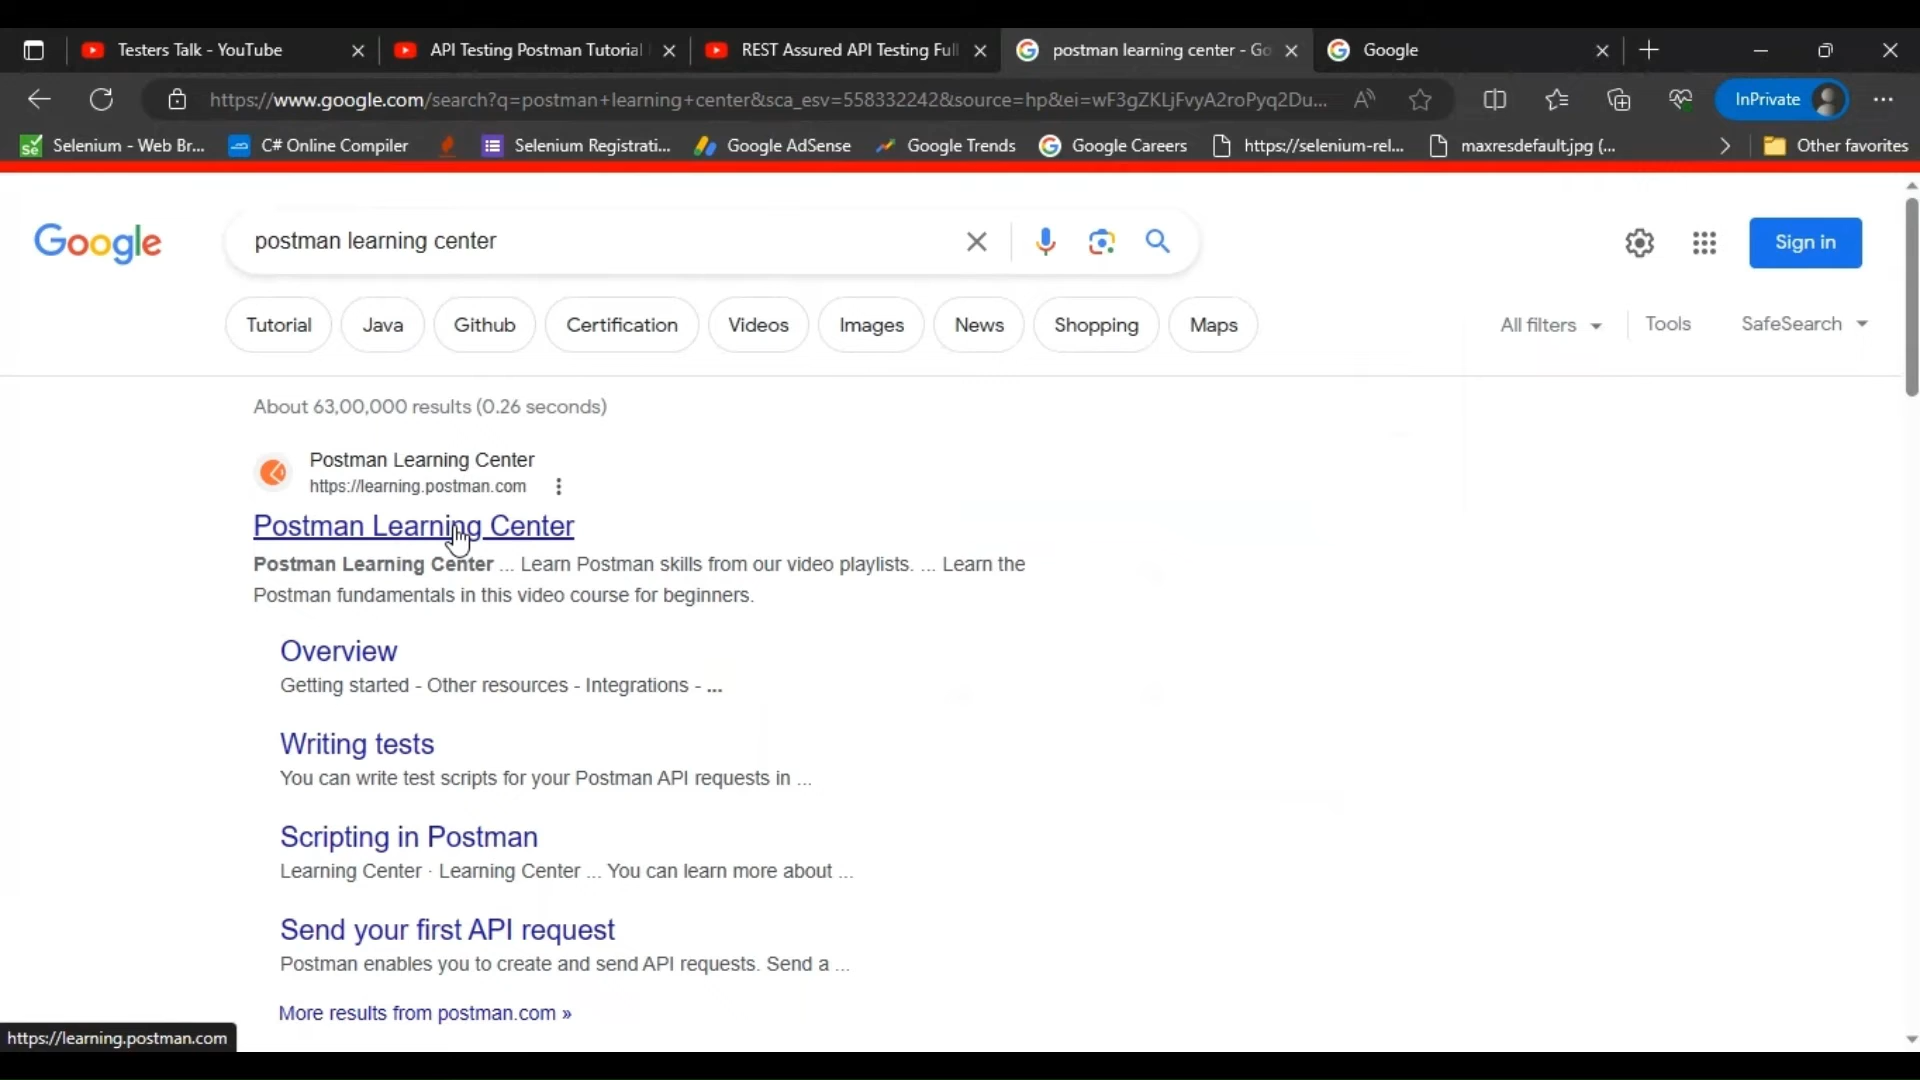 Testers Talk - YouTube
API Testing Postman Tutorial
REST Assured API Testing Full
postman learning center - Go
Google
https://www.google.com/search?q=postman+learning+center&sca_esv=558332242&source=hp&ei=wF3gZKLjFvyA2roPyq2Du...
InPrivate
Selenium - Web Br...
C# Online Compiler
Selenium Registrati...
Google AdSense
Google Trends
Google Careers
https://selenium-rel...
maxresdefault.jpg (...
Other favorites
Google
postman learning center
Sign in
Tutorial
Java
Github
Certification
Videos
Images
News
Shopping
Maps
All filters
Tools
SafeSearch
About 63,00,000 results (0.26 seconds)
Postman Learning Center
https://learning.postman.com
Postman Learning Center
Postman Learning Center ... Learn Postman skills from our video playlists. ... Learn the
Postman fundamentals in this video course for beginners.
Overview
Getting started - Other resources - Integrations - ...
Writing tests
You can write test scripts for your Postman API requests in ...
Scripting in Postman
Learning Center · Learning Center ... You can learn more about ...
Send your first API request
Postman enables you to create and send API requests. Send a ...
More results from postman.com »
https://learning.postman.com